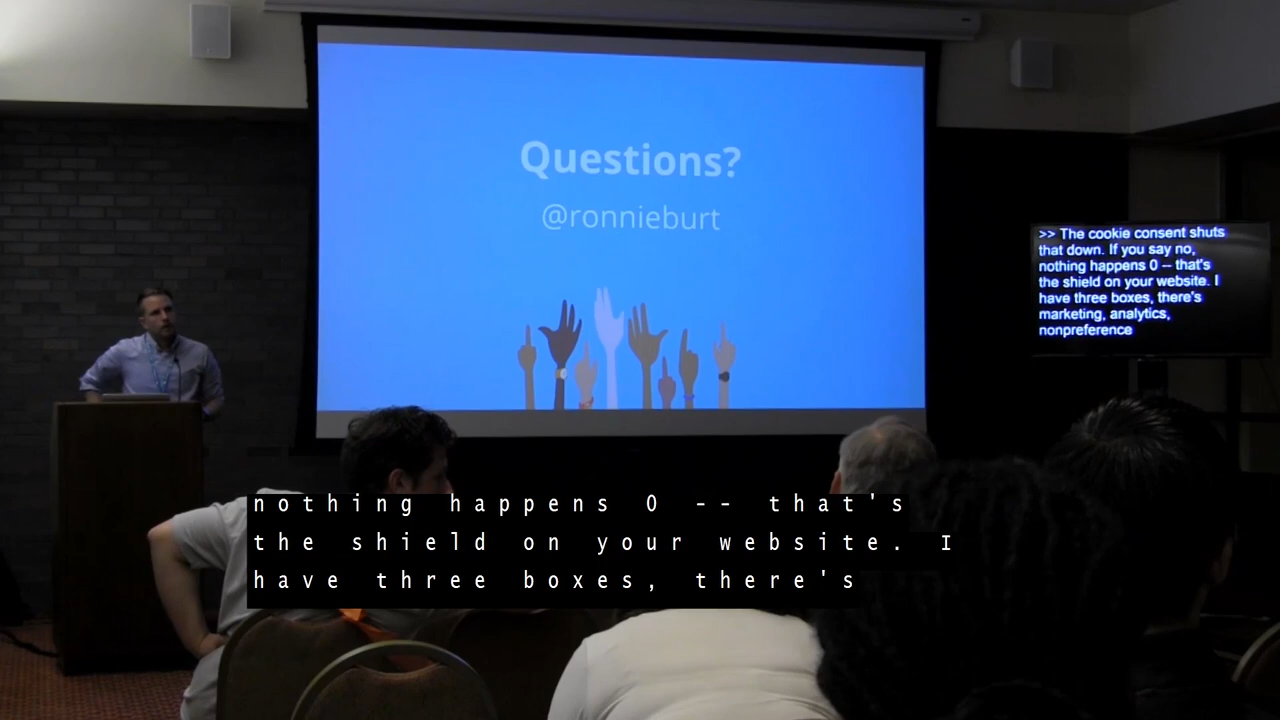 Questions?
@ronnieburt
>> The cookie consent shuts
that down. If you say no,
nothing happens 0 -- that's
the shield on your website. I
have three boxes, there's
marketing, analytics,
nonpreference
nothing happens 0 -- that's
the shield on your website. I
have three boxes, there's